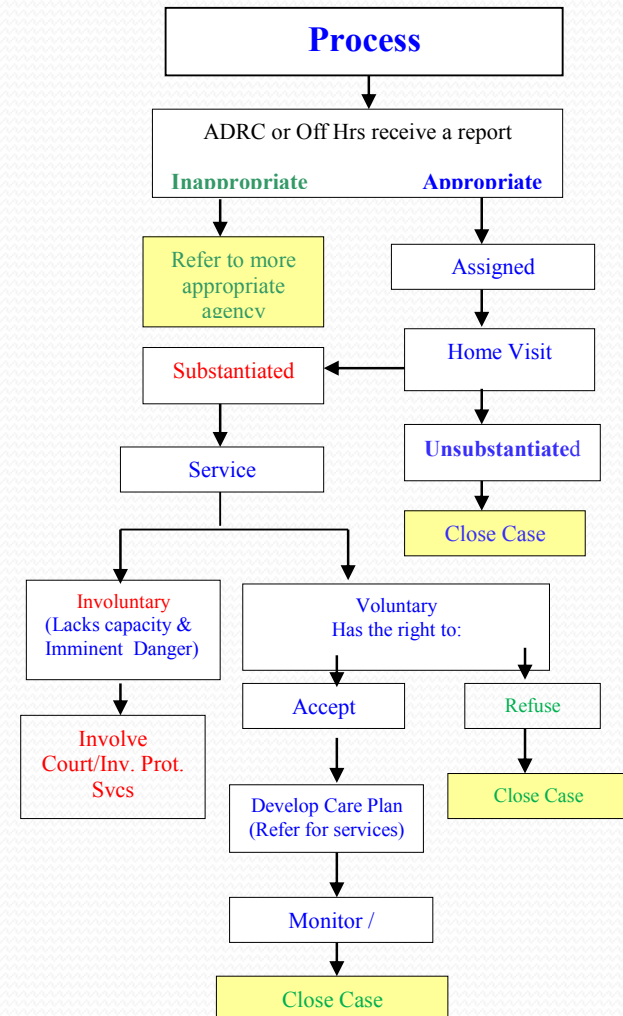 Process
ADRC or Off Hrs receive a report
Inappropriate Appropriate
Refer to more
appropriate
agency
Assigned
Home Visit
Substantiated
Unsubstantiated
Service
Close Case
Involuntary
(Lacks capacity &
Imminent Danger)
Voluntary
Has the right to:
Accept
Refuse
Involve
Court/Inv. Prot.
Svcs
Close Case
Develop Care Plan
(Refer for services)
Monitor /
Close Case